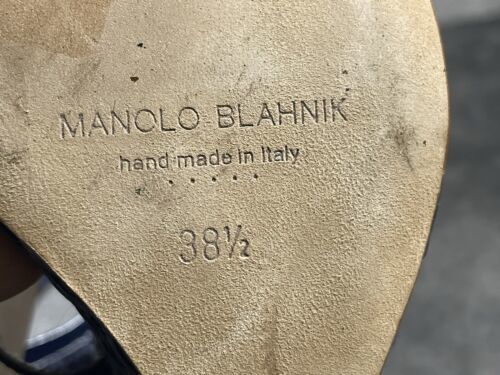 MANOLO BLAHNIK
hand made in Italy
• • • • •
38½